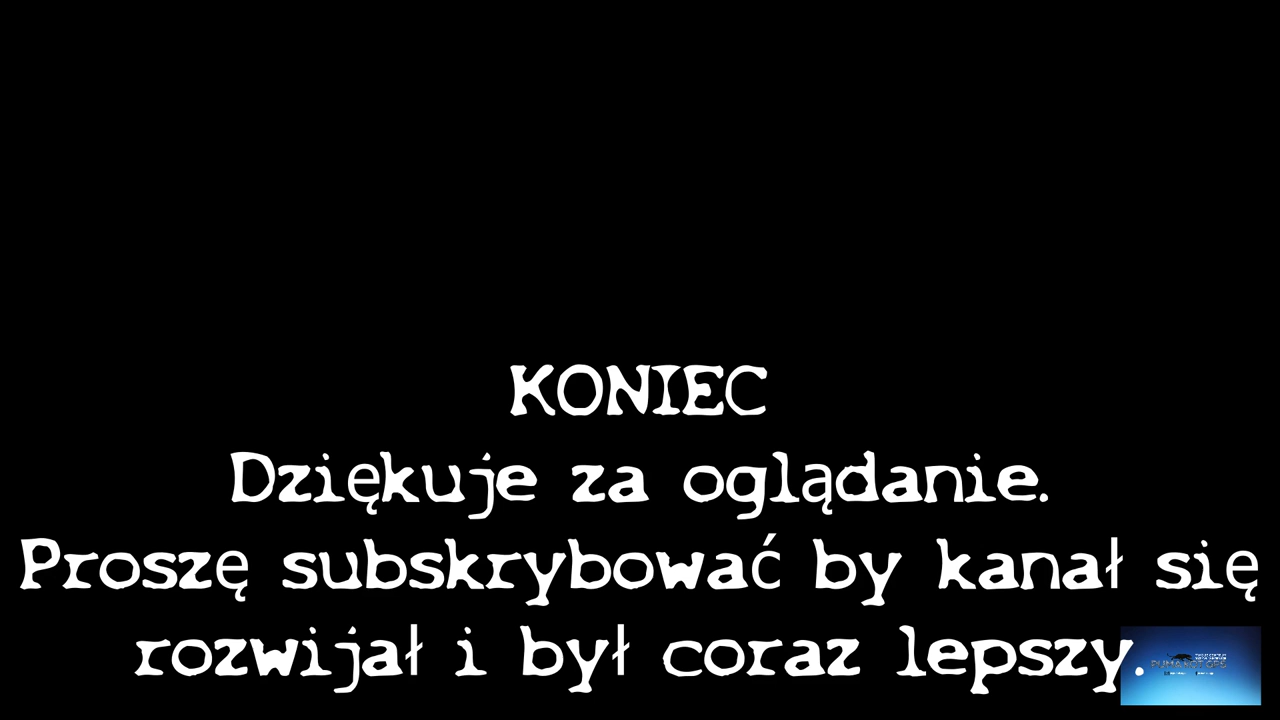 KONIEC
Dziękuje za oglądanie.
Proszę subskrybować by kanał się
rozwijał i był coraz lepszy.